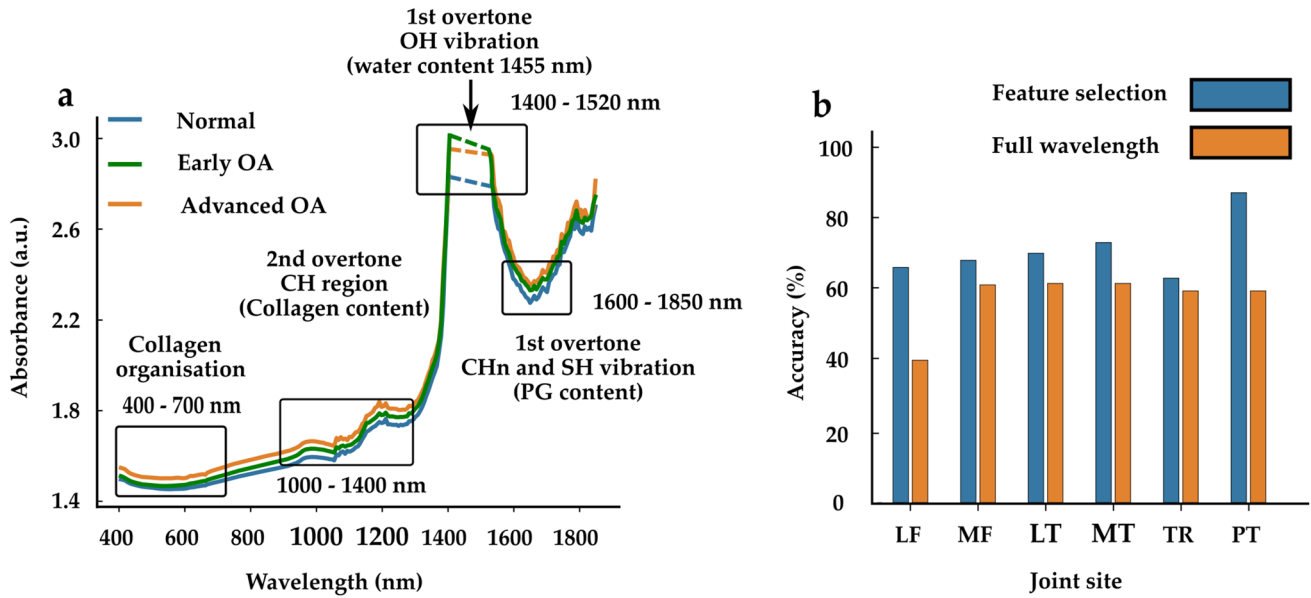 a
1st overtone
OH vibration
(water content 1455 nm)
1400 - 1520 nm
Normal
Early OA
Advanced OA
2nd overtone
CH region
(Collagen content)
1600 - 1850 nm
Collagen
organisation
400 - 700 nm
1st overtone
CHn and SH vibration
(PG content)
1000 - 1400 nm
Absorbance (a.u.)
3.0
2.6
2.2
1.8
1.4
400 600 800 1000 1200 1400 1600 1800
Wavelength (nm)
b
Feature selection
Full wavelength
Accuracy (%)
100
80
60
40
20
0
LF MF LT MT TR PT
Joint site